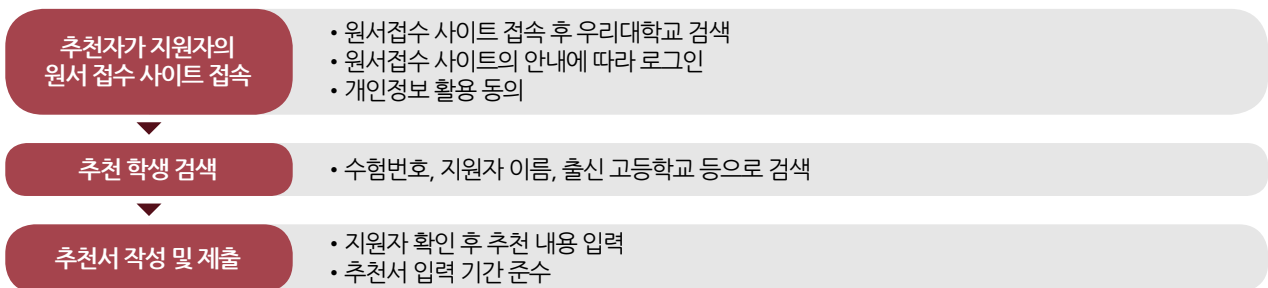 추천자가 지원자의
원서 접수 사이트 접속
• 원서접수 사이트 접속 후 우리대학교 검색
• 원서접수 사이트의 안내에 따라 로그인
• 개인정보 활용 동의
추천 학생 검색
• 수험번호, 지원자 이름, 출신 고등학교 등으로 검색
추천서 작성 및 제출
• 지원자 확인 후 추천 내용 입력
• 추천서 입력 기간 준수